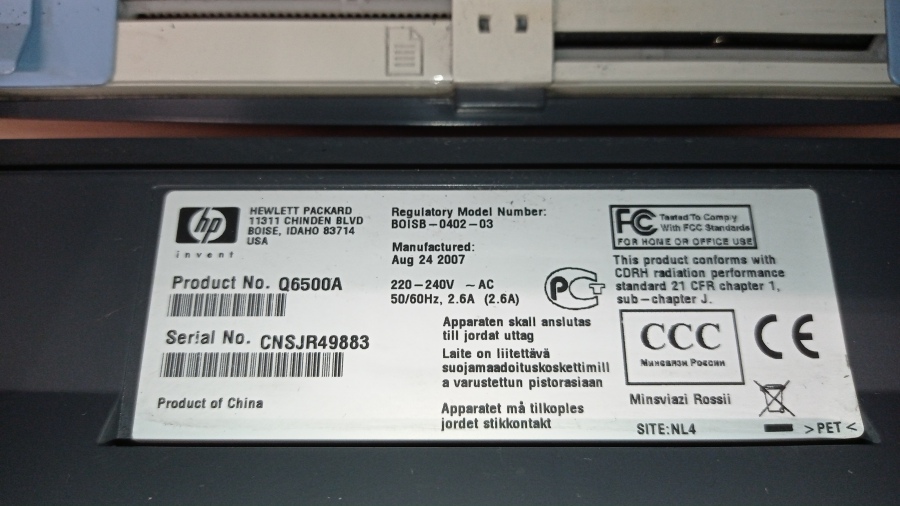 hp
invent
HEWLETT PACKARD
11311 CHINDEN BLVD
BOISE, IDAHO 83714
USA
Product No. Q6500A
Serial No. CNSJR49883
Product of China
Regulatory Model Number:
BOISB-0402-03
Manufactured:
Aug 24 2007
220-240V ~ AC
50/60Hz, 2.6A (2.6A)
Apparaten skall anslutas
till jordat uttag
Laite on liitettävä
suojamaadoituskoskettimill
a varustettun pistorasiaan
Apparatet må tilkoples
jordet stikkontakt
PCT
FC Tested To Comply
With FCC Standards
FOR HOME OR OFFICE USE
This product conforms with
CDRH radiation performance
standard 21 CFR chapter 1,
sub-chapter J.
CCC
Минсвязи России
CE
Minsviazi Rossii
SITE:NL4
>PET<